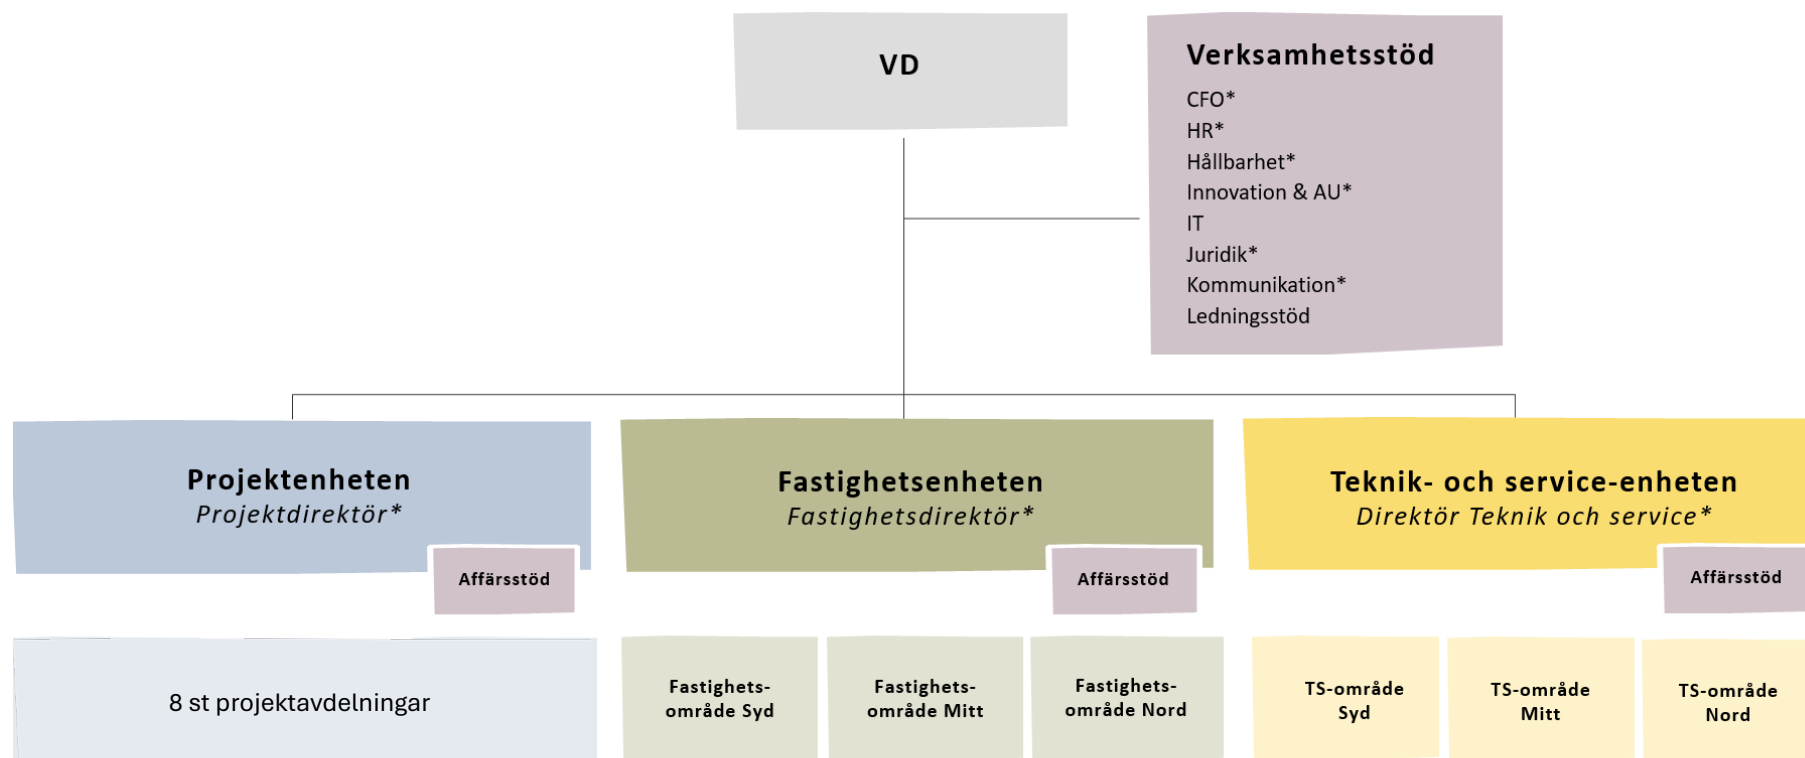 VD
Verksamhetsstöd
CFO*
HR*
Hållbarhet*
Innovation & AU*
IT
Juridik*
Kommunikation*
Ledningsstöd
Projektenheten
Projektdirektör*
Affärsstöd
Fastighetsenheten
Fastighetsdirektör*
Affärsstöd
Teknik- och service-enheten
Direktör Teknik och service*
Affärsstöd
8 st projektavdelningar
Fastighets-
område Syd
Fastighets-
område Mitt
Fastighets-
område Nord
TS-område
Syd
TS-område
Mitt
TS-område
Nord